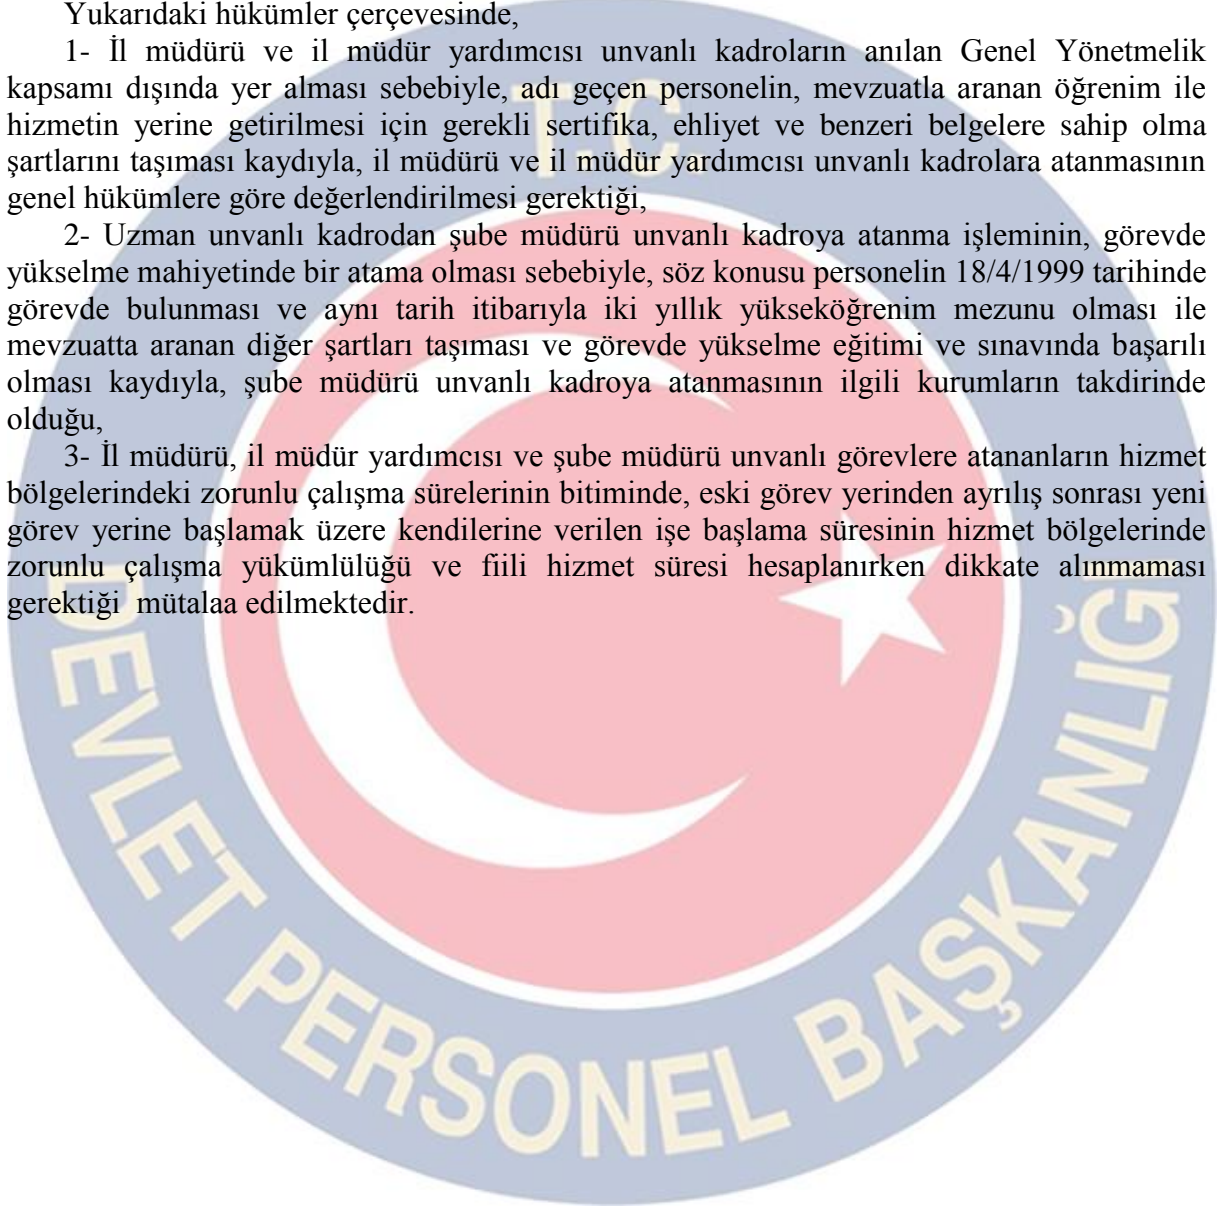 Yukarıdaki hükümler çerçevesinde,
1- İl müdürü ve il müdür yardımcısı unvanlı kadroların anılan Genel Yönetmelik
kapsamı dışında yer alması sebebiyle, adı geçen personelin, mevzuatla aranan öğrenim ile
hizmetin yerine getirilmesi için gerekli sertifika, ehliyet ve benzeri belgelere sahip olma
şartlarını taşıması kaydıyla, il müdürü ve il müdür yardımcısı unvanlı kadrolara atanmasının
genel hükümlere göre değerlendirilmesi gerektiği,
2- Uzman unvanlı kadrodan şube müdürü unvanlı kadroya atanma işleminin, görevde
yükselme mahiyetinde bir atama olması sebebiyle, söz konusu personelin 18/4/1999 tarihinde
görevde bulunması ve aynı tarih itibarıyla iki yıllık yükseköğrenim mezunu olması ile
mevzuatta aranan diğer şartları taşıması ve görevde yükselme eğitimi ve sınavında başarılı
olması kaydıyla, şube müdürü unvanlı kadroya atanmasının ilgili kurumların takdirinde
olduğu,
3- İl müdürü, il müdür yardımcısı ve şube müdürü unvanlı görevlere atananların hizmet
bölgelerindeki zorunlu çalışma sürelerinin bitiminde, eski görev yerinden ayrılış sonrası yeni
görev yerine başlamak üzere kendilerine verilen işe başlama süresinin hizmet bölgelerinde
zorunlu çalışma yükümlülüğü ve fiili hizmet süresi hesaplanırken dikkate alınmaması
gerektiği  mütalaa edilmektedir.
T.C.
DEVLET PERSONEL BAŞKANLIĞI